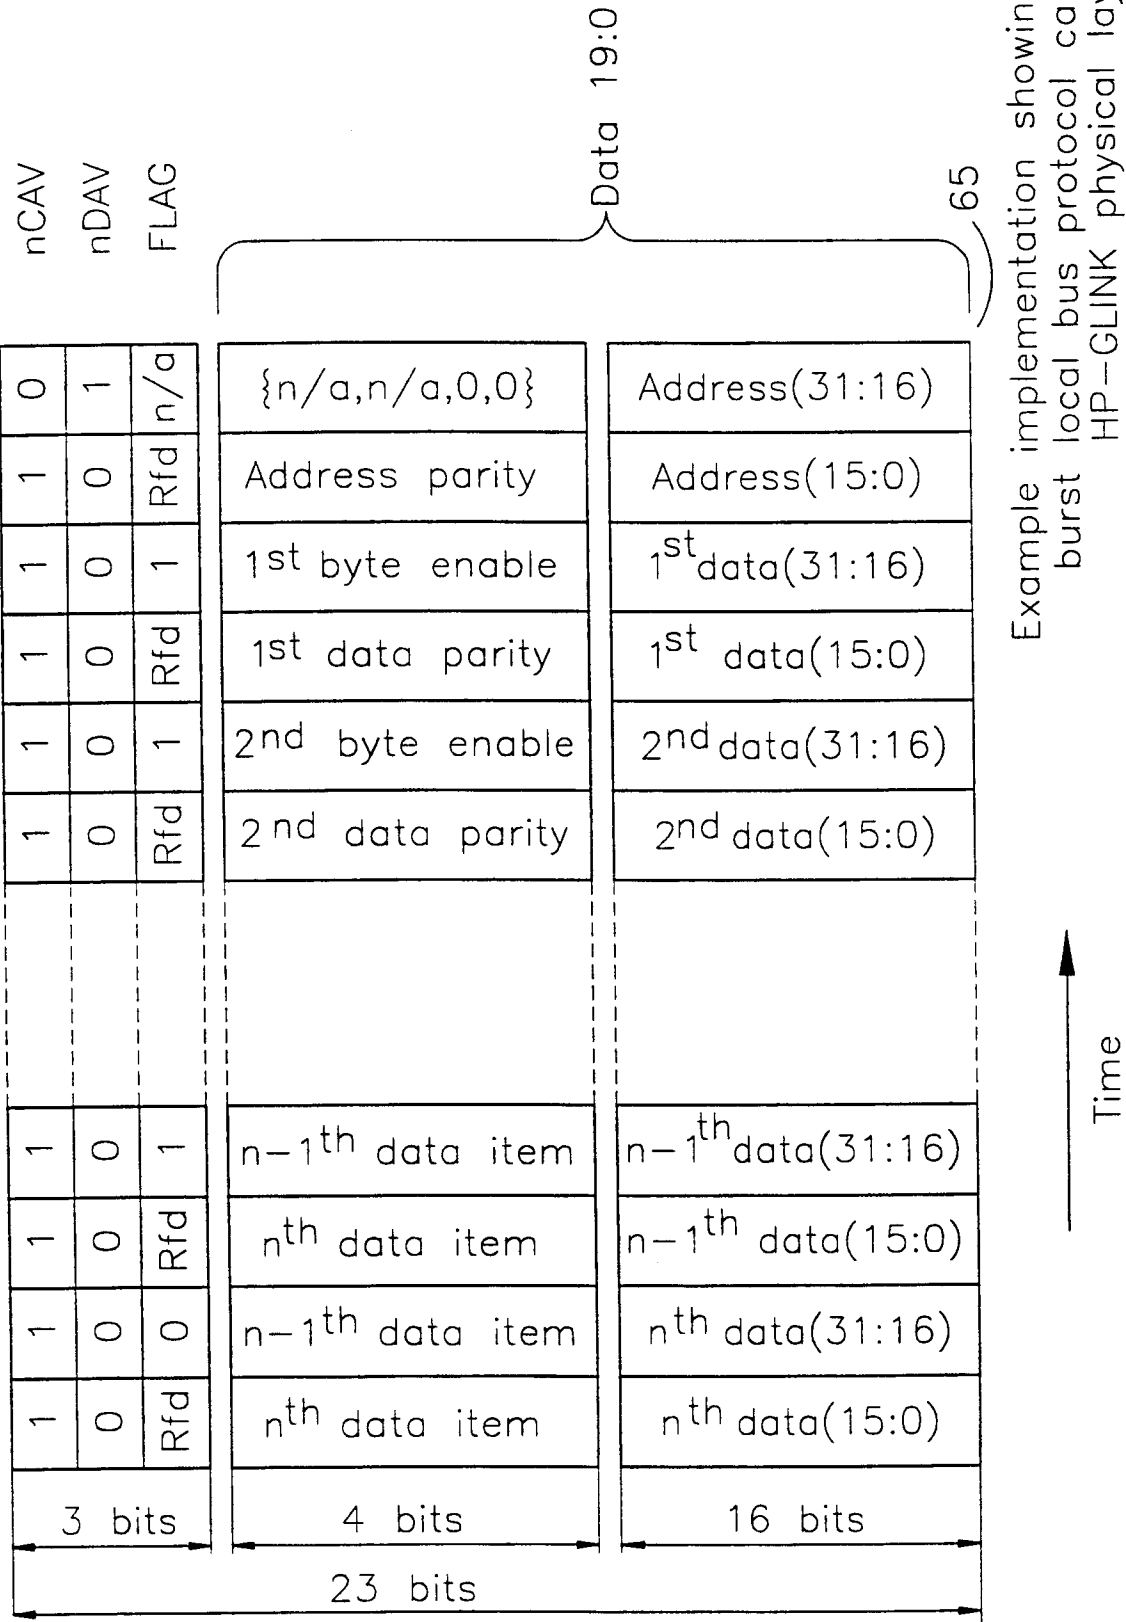 nCAV
nDAV
FLAG
0
1
n/a
{n/a,n/a,0,0}
Address(31:16)
1
0
Rfd
Address parity
Address(15:0)
1
0
1
1st byte enable
1st data(31:16)
1
0
Rfd
1st data parity
1st data(15:0)
1
0
1
2nd byte enable
2nd data(31:16)
1
0
Rfd
2nd data parity
2nd data(15:0)
1
0
1
n-1th data item
n-1th data(31:16)
1
0
Rfd
nth data item
n-1th data(15:0)
1
0
0
n-1th data item
nth data(31:16)
1
0
Rfd
nth data item
nth data(15:0)
3 bits
4 bits
16 bits
23 bits
Data 19:0
65
Time
Example implementation showin
burst local bus protocol ca
HP-GLINK physical lay